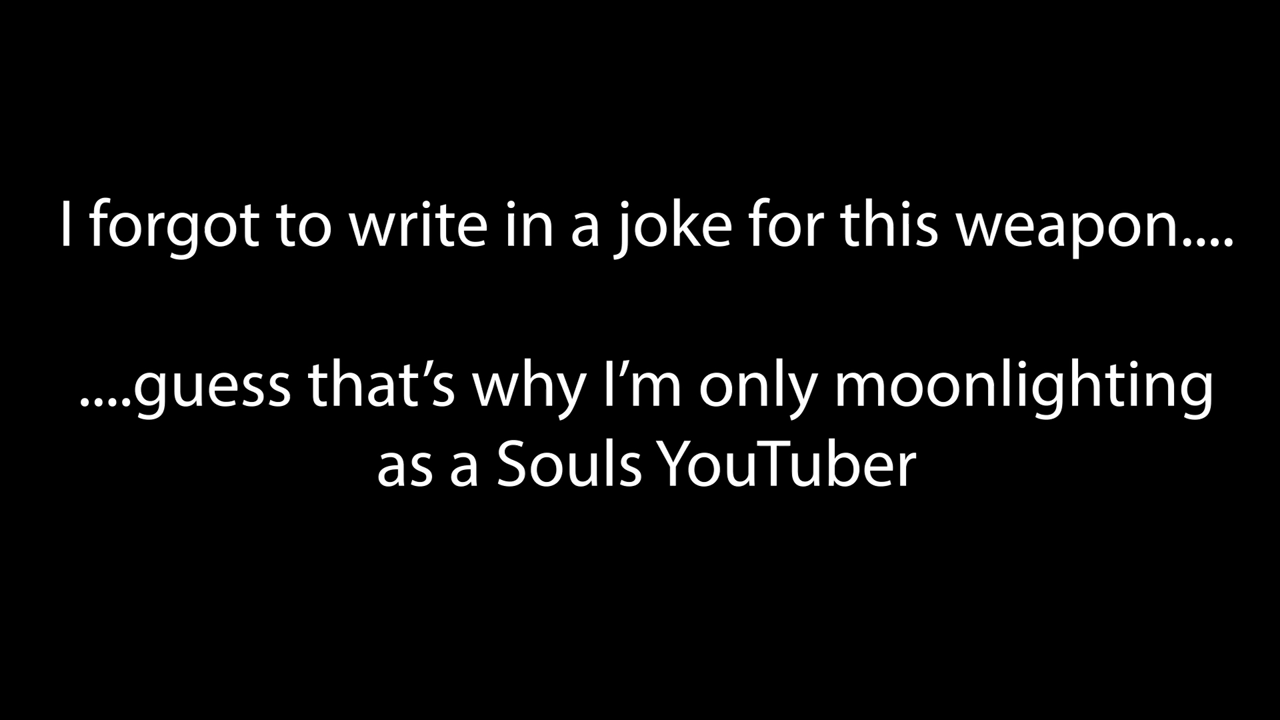 I forgot to write in a joke for this weapon....
....guess that’s why I’m only moonlighting
as a Souls YouTuber